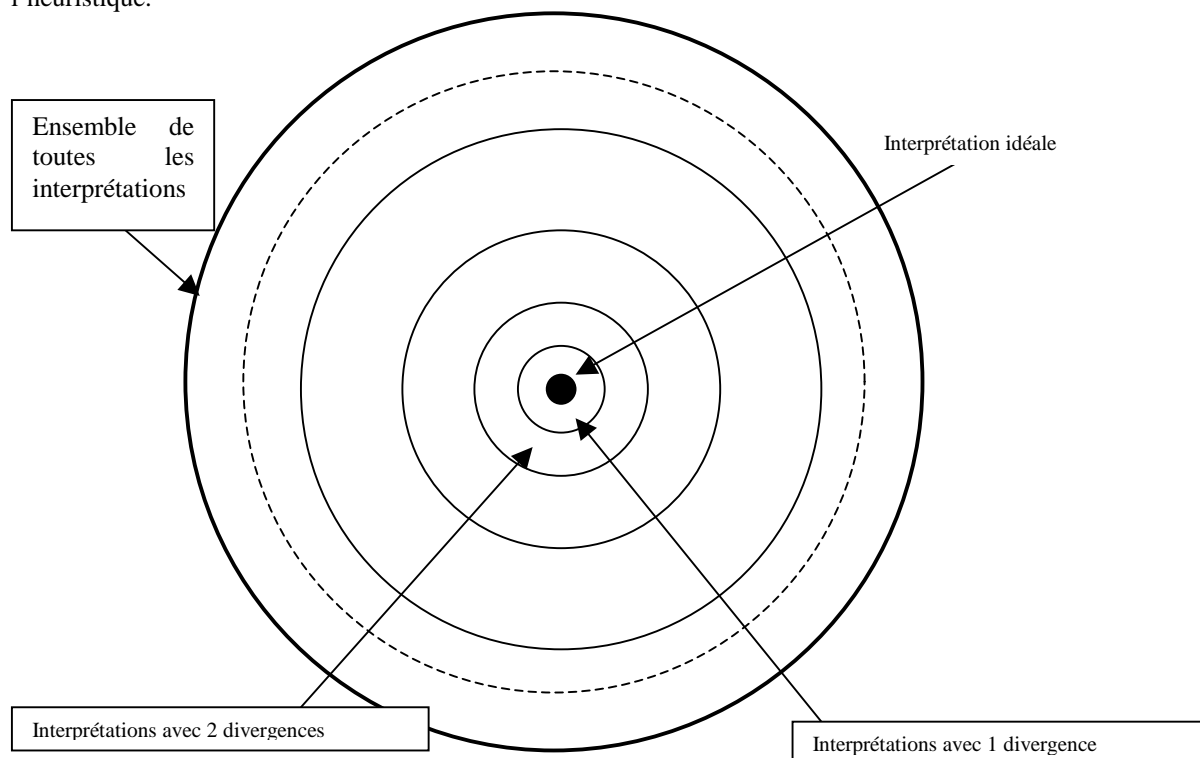 l'heuristique.
Ensemble de
toutes les
interprétations
Interprétation idéale
Interprétations avec 2 divergences
Interprétations avec 1 divergence